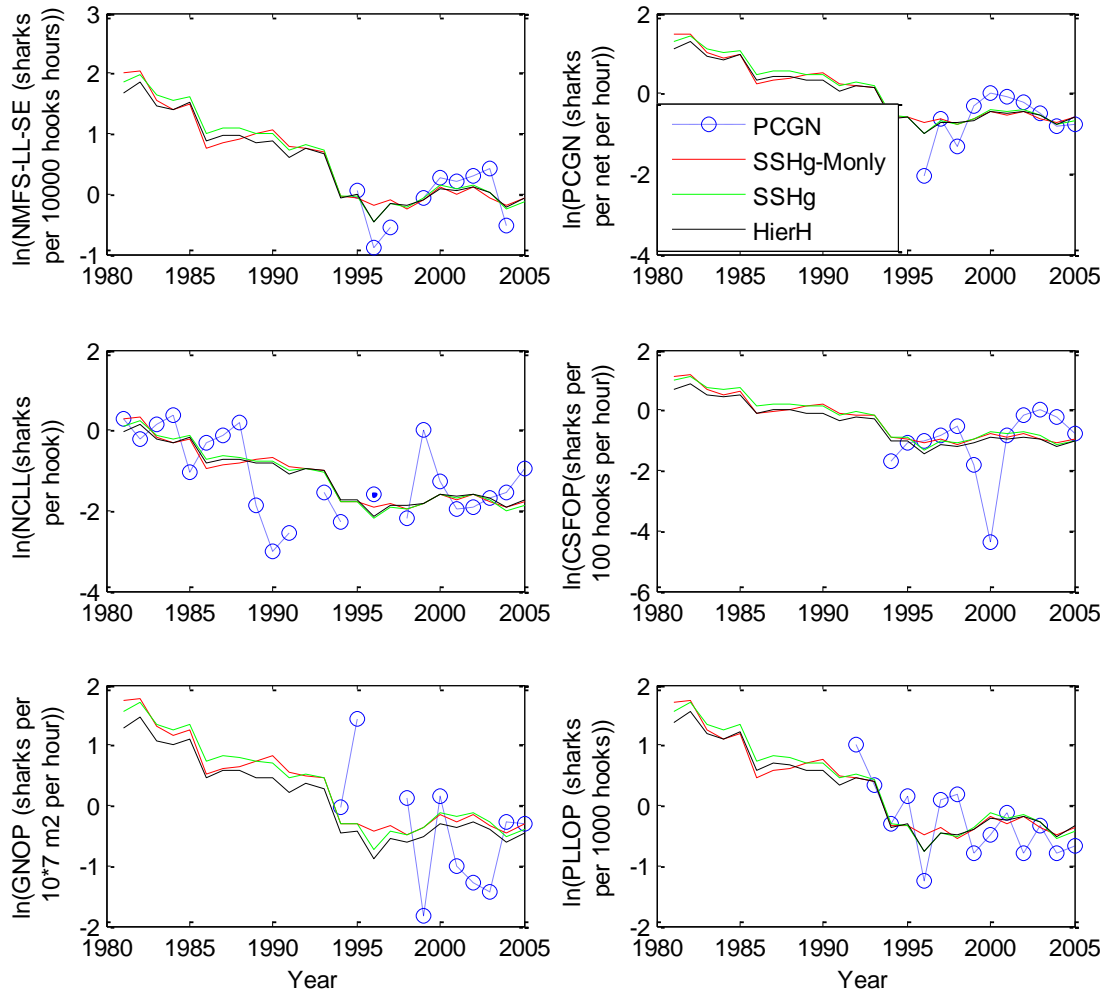 3
2
1
0
-1
1980 1985 1990 1995 2000 2005
ln(NMFS-LL-SE (sharks
per 10000 hooks hours))
2
0
-2
-4
1980 1985 1990 1995 2000 2005
ln(PCGN (sharks
per net per hour))
PCGN
SSHg-Monly
SSHg
HierH
2
0
-2
-4
1980 1985 1990 1995 2000 2005
ln(NCLL(sharks
per hook))
2
0
-2
-4
-6
1980 1985 1990 1995 2000 2005
ln(CSFOP(sharks per
100 hooks per hour))
2
1
0
-1
-2
1980 1985 1990 1995 2000 2005
ln(GNOP (sharks per
10*7 m2 per hour))
Year
2
1
0
-1
-2
1980 1985 1990 1995 2000 2005
ln(PLLOP (sharks
per 1000 hooks))
Year